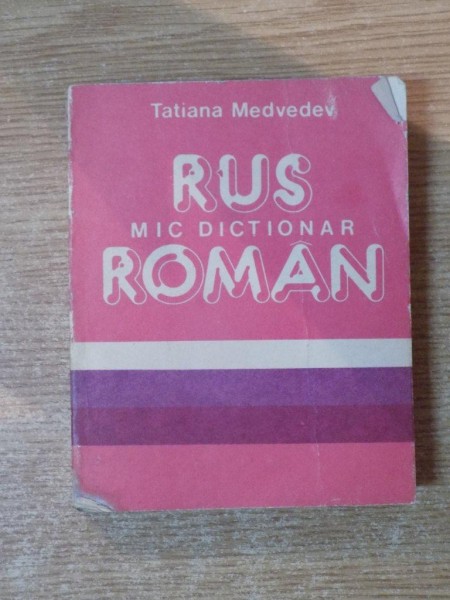 Tatiana Medvedev
RUS
MIC DICTIONAR
ROMÂN